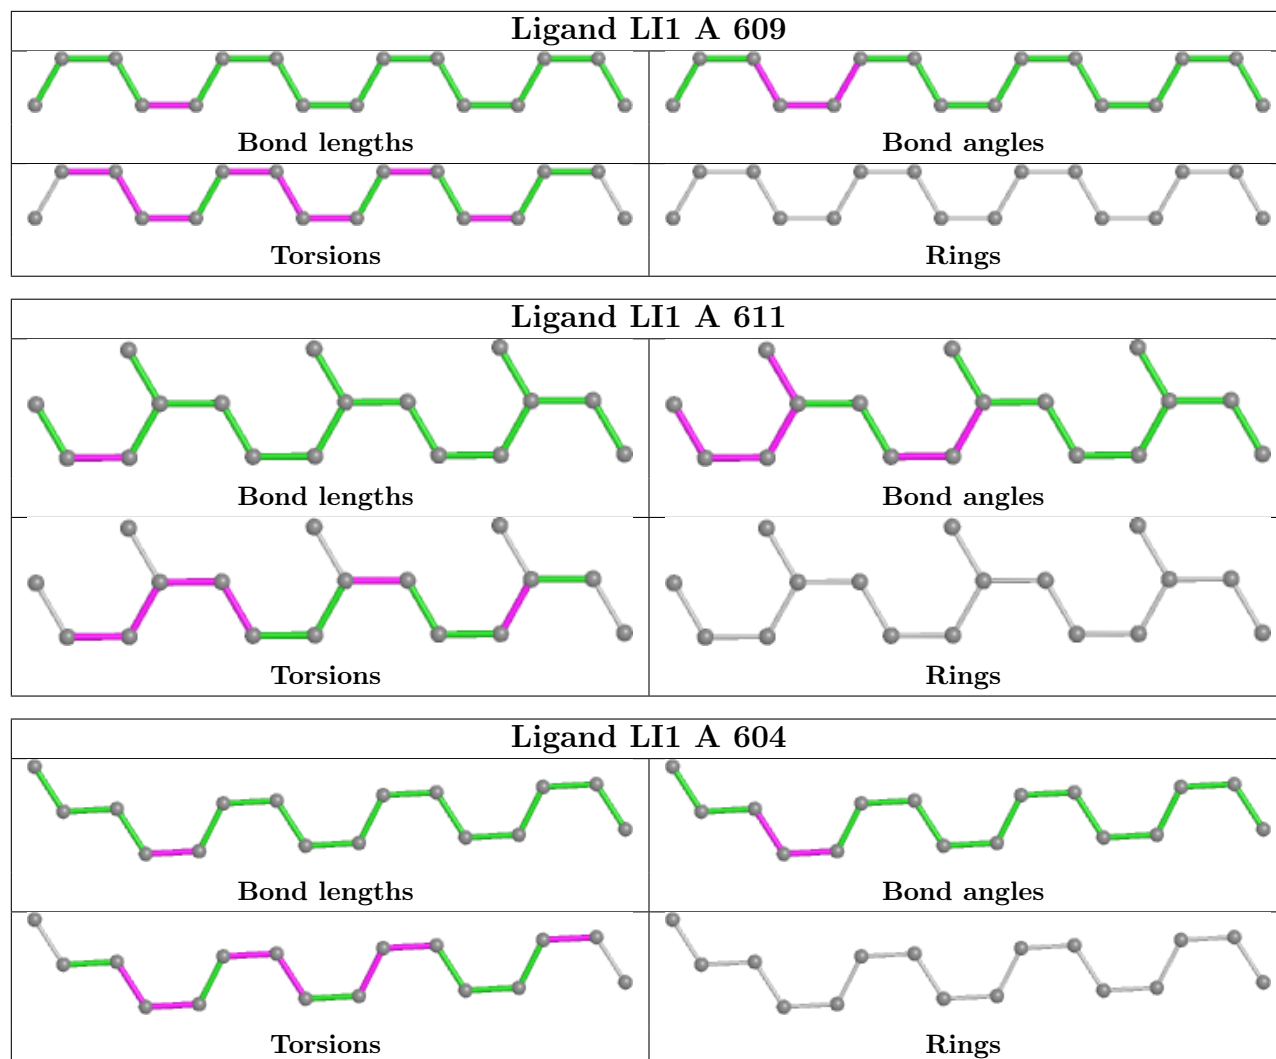 Ligand LI1 A 609
Bond lengths
Bond angles
Torsions
Rings
Ligand LI1 A 611
Bond lengths
Bond angles
Torsions
Rings
Ligand LI1 A 604
Bond lengths
Bond angles
Torsions
Rings